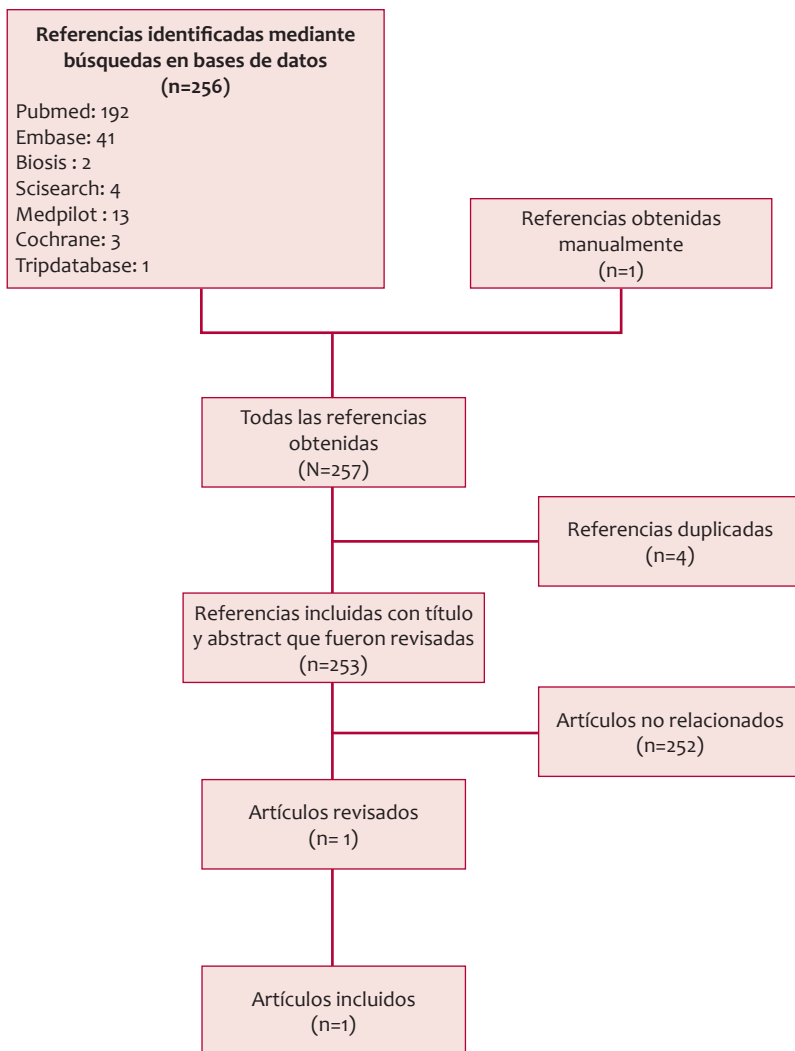 Referencias identificadas mediante
búsquedas en bases de datos
(n=256)
Pubmed: 192
Embase: 41
Biosis : 2
Scisearch: 4
Medpilot : 13
Cochrane: 3
Tripdatabase: 1
Referencias obtenidas
manualmente
(n=1)
Todas las referencias
obtenidas
(N=257)
Referencias duplicadas
(n=4)
Referencias incluidas con título
y abstract que fueron revisadas
(n=253)
Artículos no relacionados
(n=252)
Artículos revisados
(n= 1)
Artículos incluidos
(n=1)